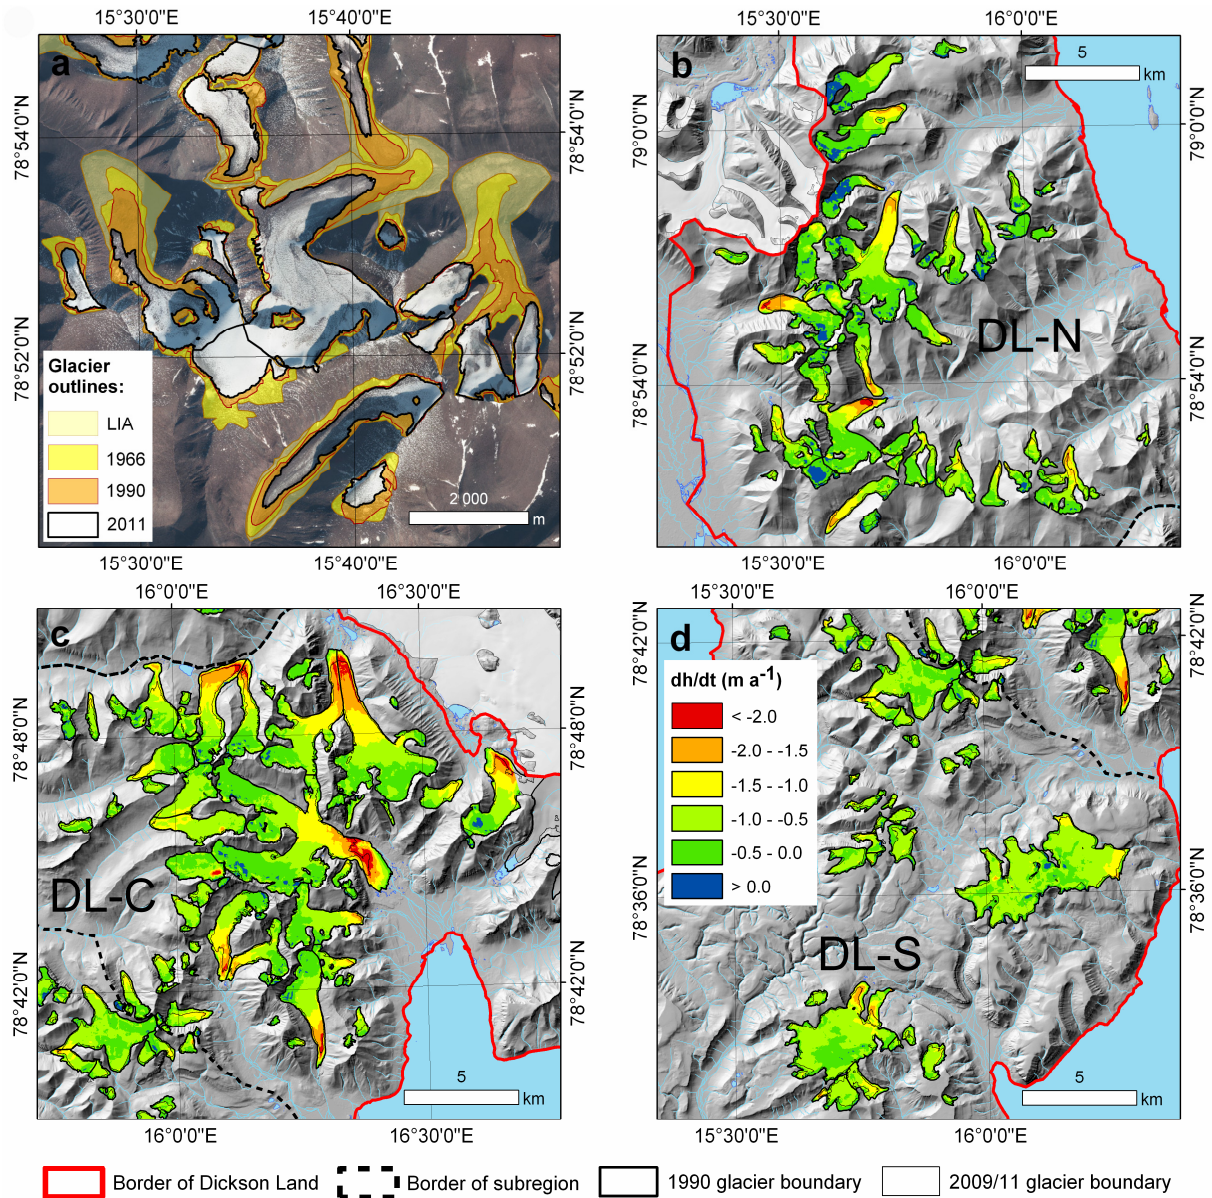 15°30'0"E 15°40'0"E
a
78°54'0"N
78°52'0"N
Glacier
outlines:
LIA
1966
1990
2011
2 000
m
78°54'0"N
78°52'0"N
15°30'0"E 15°40'0"E
15°30'0"E 16°0'0"E
b
5
km
79°0'0"N
78°54'0"N
DL-N
79°0'0"N
78°54'0"N
15°30'0"E 16°0'0"E
16°0'0"E 16°30'0"E
c
78°48'0"N
78°42'0"N
DL-C
5
km
78°48'0"N
78°42'0"N
16°0'0"E 16°30'0"E
15°30'0"E 16°0'0"E
d
78°42'0"N
78°36'0"N
dh/dt (m a-1)
< -2.0
-2.0 - -1.5
-1.5 - -1.0
-1.0 - -0.5
-0.5 - 0.0
> 0.0
DL-S
5
km
78°42'0"N
78°36'0"N
15°30'0"E 16°0'0"E
Border of Dickson Land
Border of subregion
1990 glacier boundary
2009/11 glacier boundary